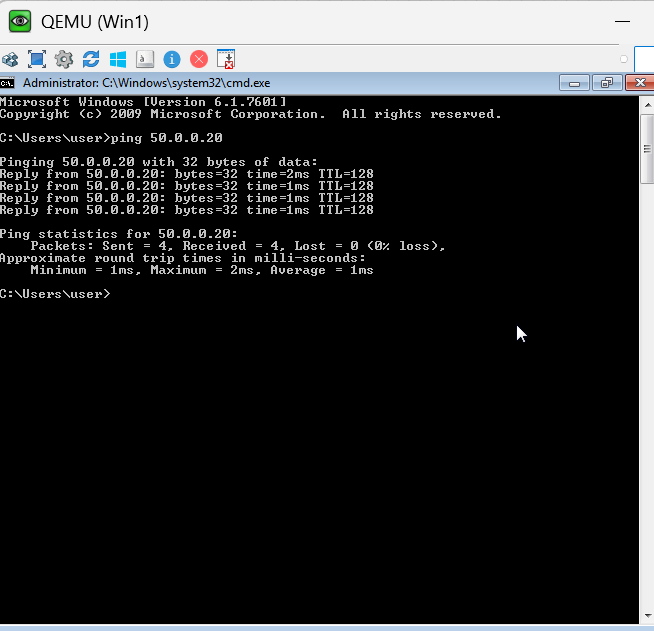 QEMU (Win1)
Administrator: C:\Windows\system32\cmd.exe
Microsoft Windows [Version 6.1.7601]
Copyright (c) 2009 Microsoft Corporation.  All rights reserved.
C:\Users\user>ping 50.0.0.20
Pinging 50.0.0.20 with 32 bytes of data:
Reply from 50.0.0.20: bytes=32 time=2ms TTL=128
Reply from 50.0.0.20: bytes=32 time=1ms TTL=128
Reply from 50.0.0.20: bytes=32 time=1ms TTL=128
Reply from 50.0.0.20: bytes=32 time=1ms TTL=128
Ping statistics for 50.0.0.20:
    Packets: Sent = 4, Received = 4, Lost = 0 (0% loss),
Approximate round trip times in milli-seconds:
    Minimum = 1ms, Maximum = 2ms, Average = 1ms
C:\Users\user>